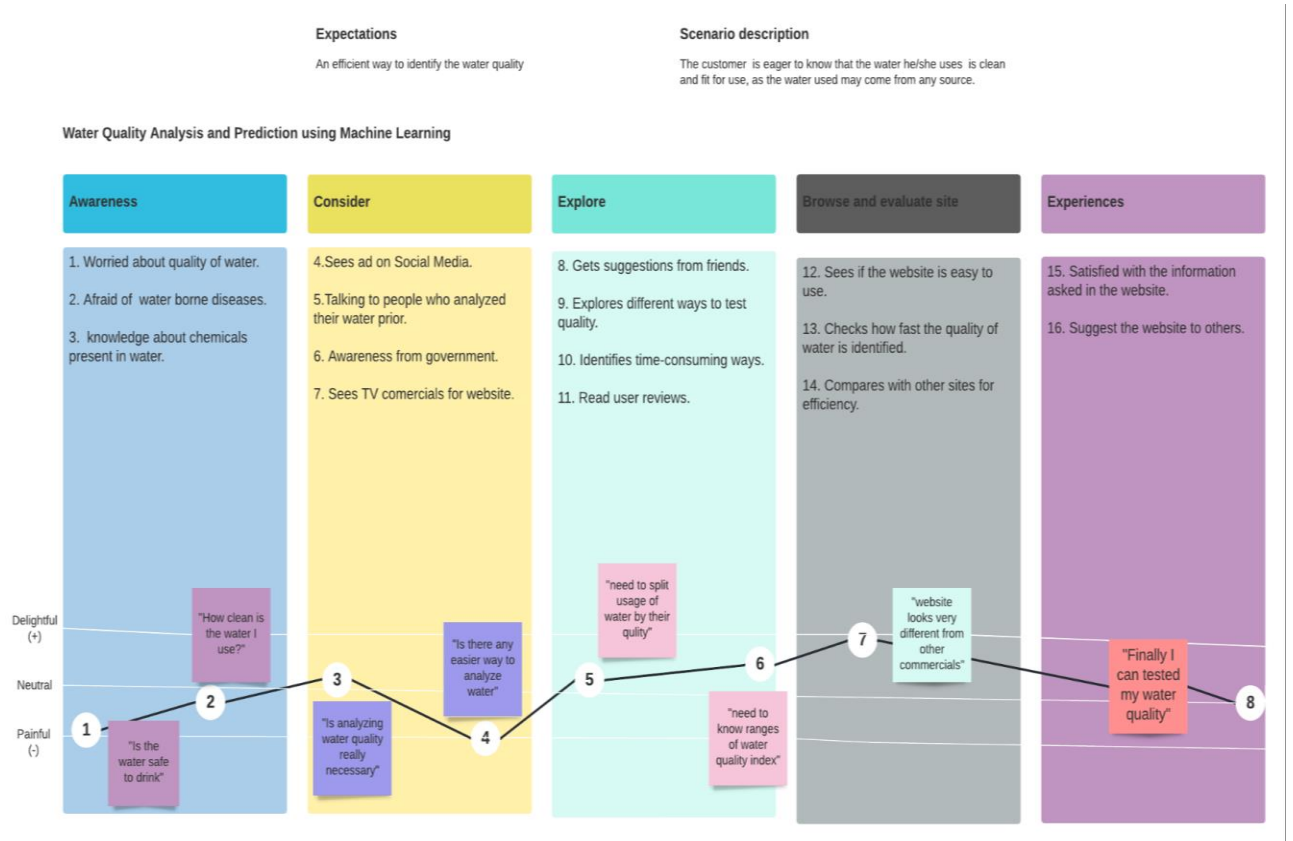 Expectations
An efficient way to identify the water quality
Scenario description
The customer is eager to know that the water he/she uses is clean
and fit for use, as the water used may come from any source.
Water Quality Analysis and Prediction using Machine Learning
Awareness
1. Worried about quality of water.
2. Afraid of water borne diseases.
3. knowledge about chemicals
present in water.
Consider
4.Sees ad on Social Media.
5.Talking to people who analyzed
their water prior.
6. Awareness from government.
7. Sees TV comercials for website.
Explore
8. Gets suggestions from friends.
9. Explores different ways to test
quality.
10. Identifies time-consuming ways.
11. Read user reviews.
Browse and evaluate site
12. Sees if the website is easy to
use.
13. Checks how fast the quality of
water is identified.
14. Compares with other sites for
efficiency.
Experiences
15. Satisfied with the information
asked in the website.
16. Suggest the website to others.
Delightful
(+)
Neutral
Painful
(-)
1
"Is the
water safe
to drink"
"How clean is
the water I
use?"
2
3
"Is analyzing
water quality
really
necessary"
"Is there any
easier way to
analyze
water"
4
5
"need to split
usage of
water by their
qulity"
6
"need to
know ranges
of water
quality index"
7
"website
looks very
different from
other
commercials"
"Finally I
can tested
my water
quality"
8